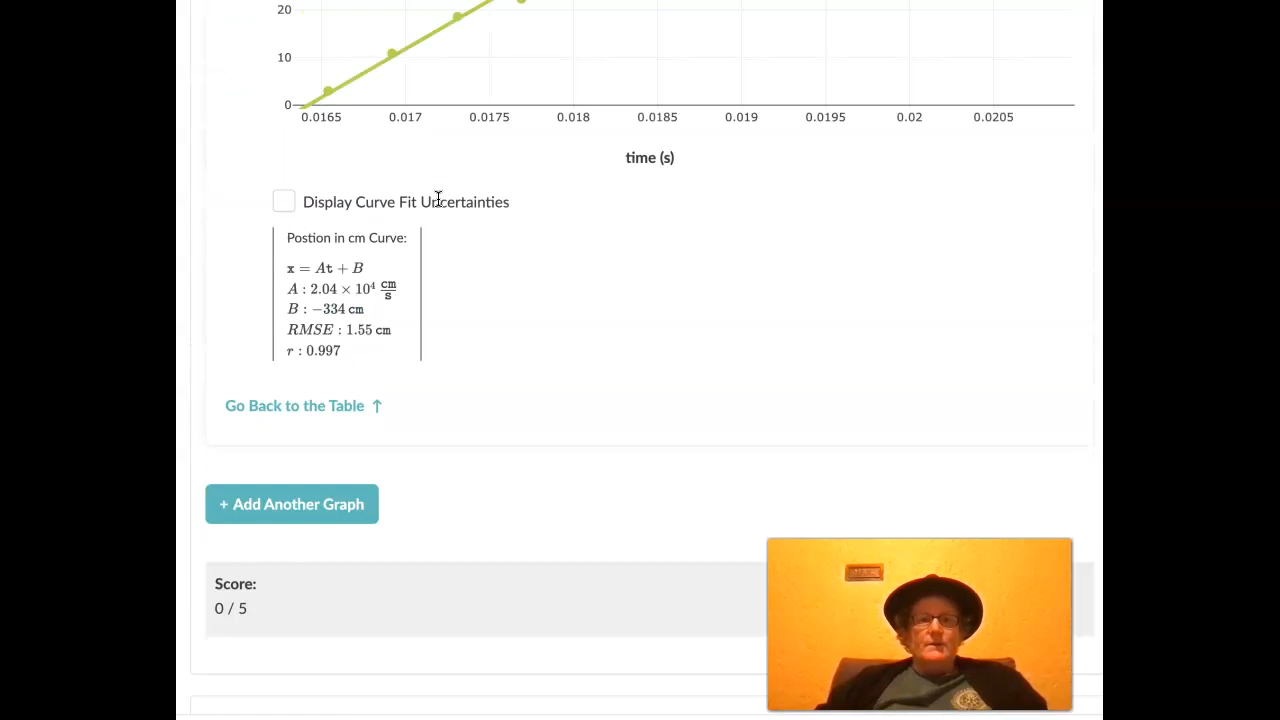 20
10
0
0.0165 0.017 0.0175 0.018 0.0185 0.019 0.0195 0.02 0.0205
time (s)
Display Curve Fit Uncertainties
Postion in cm Curve:
x = At + B
A : 2.04 × 10⁴ cm/s
B : −334 cm
RMSE : 1.55 cm
r : 0.997
Go Back to the Table ↑
+ Add Another Graph
Score:
0 / 5